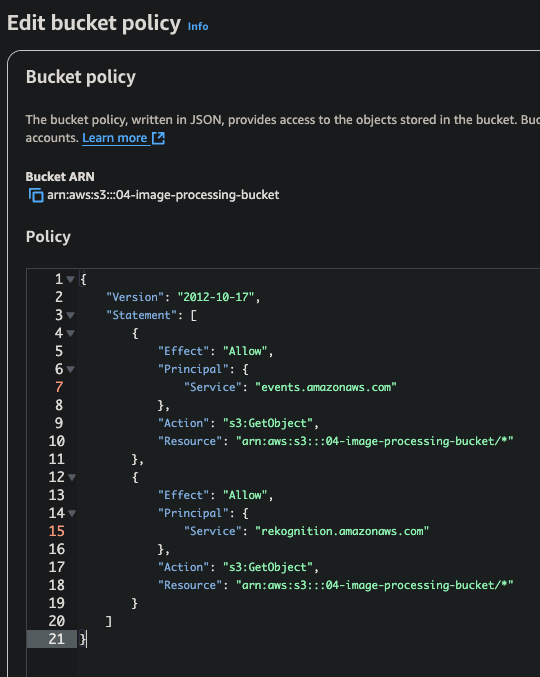 Edit bucket policy Info
Bucket policy
The bucket policy, written in JSON, provides access to the objects stored in the bucket.
accounts. Learn more
Bucket ARN
arn:aws:s3:::04-image-processing-bucket
Policy
1 {
2 "Version": "2012-10-17",
3 "Statement": [
4 {
5 "Effect": "Allow",
6 "Principal": {
7 "Service": "events.amazonaws.com"
8 },
9 "Action": "s3:GetObject",
10 "Resource": "arn:aws:s3:::04-image-processing-bucket/*"
11 },
12 {
13 "Effect": "Allow",
14 "Principal": {
15 "Service": "rekognition.amazonaws.com"
16 },
17 "Action": "s3:GetObject",
18 "Resource": "arn:aws:s3:::04-image-processing-bucket/*"
19 }
20 ]
21 }